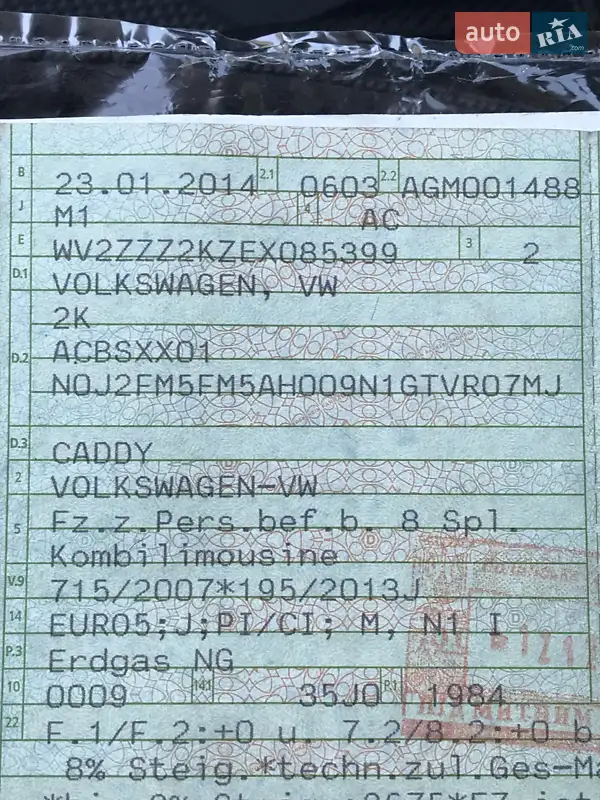 auto RIA .com
B 23.01.2014 2.1 0603 2.2 AGM001488
J M1 4 AC
E WV2ZZZ2KZEX085399 3 2
D.1 VOLKSWAGEN, VW
2K
D.2 ACBSXX01
N0J2FM5FM5AH009N1GTVR07MJ
D.3 CADDY
2 VOLKSWAGEN-VW
5 Fz.z.Pers.bef.b. 8 Spl.
Kombilimousine
V.9 715/2007*195/2013J
14 EURO5;J;PI/CI; M, N1 I
P.3 Erdgas NG
10 0009 14.1 35J0 P.1 1984
22 F.1/F.2:+0 u. 7.2/8.2:+0 b
8% Steig.*techn.zul.Ges-Ma